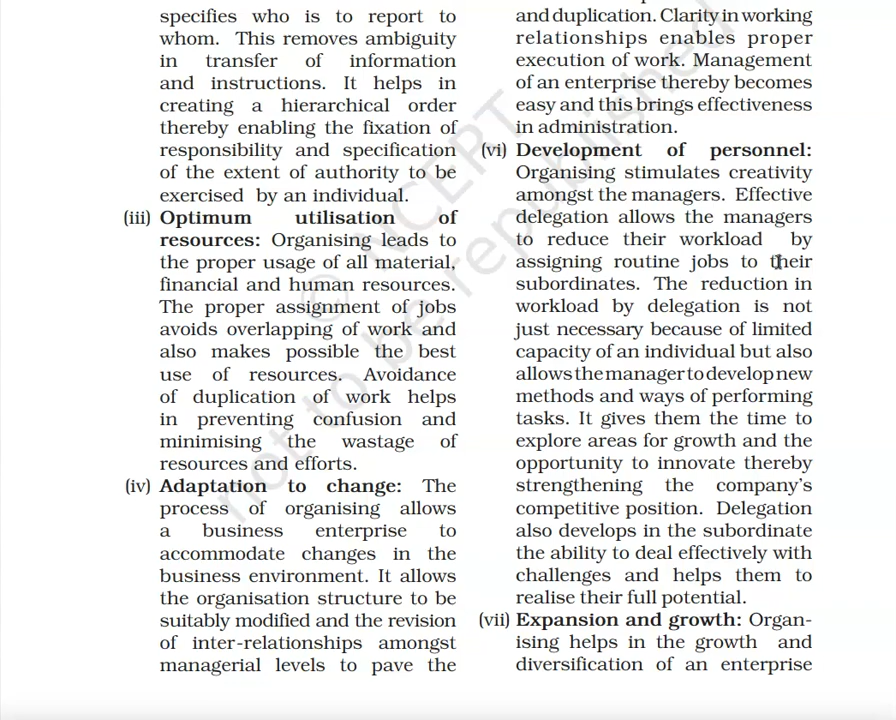 specifies who is to report to
whom. This removes ambiguity
in transfer of information
and instructions. It helps in
creating a hierarchical order
thereby enabling the fixation of
responsibility and specification
of the extent of authority to be
exercised by an individual.
(iii) Optimum utilisation of
resources: Organising leads to
the proper usage of all material,
financial and human resources.
The proper assignment of jobs
avoids overlapping of work and
also makes possible the best
use of resources. Avoidance
of duplication of work helps
in preventing confusion and
minimising the wastage of
resources and efforts.
(iv) Adaptation to change: The
process of organising allows
a business enterprise to
accommodate changes in the
business environment. It allows
the organisation structure to be
suitably modified and the revision
of inter-relationships amongst
managerial levels to pave the
and duplication. Clarity in working
relationships enables proper
execution of work. Management
of an enterprise thereby becomes
easy and this brings effectiveness
in administration.
(vi) Development of personnel:
Organising stimulates creativity
amongst the managers. Effective
delegation allows the managers
to reduce their workload by
assigning routine jobs to their
subordinates. The reduction in
workload by delegation is not
just necessary because of limited
capacity of an individual but also
allows the manager to develop new
methods and ways of performing
tasks. It gives them the time to
explore areas for growth and the
opportunity to innovate thereby
strengthening the company's
competitive position. Delegation
also develops in the subordinate
the ability to deal effectively with
challenges and helps them to
realise their full potential.
(vii) Expansion and growth: Organ-
ising helps in the growth and
diversification of an enterprise
© NCERT
not to be republished